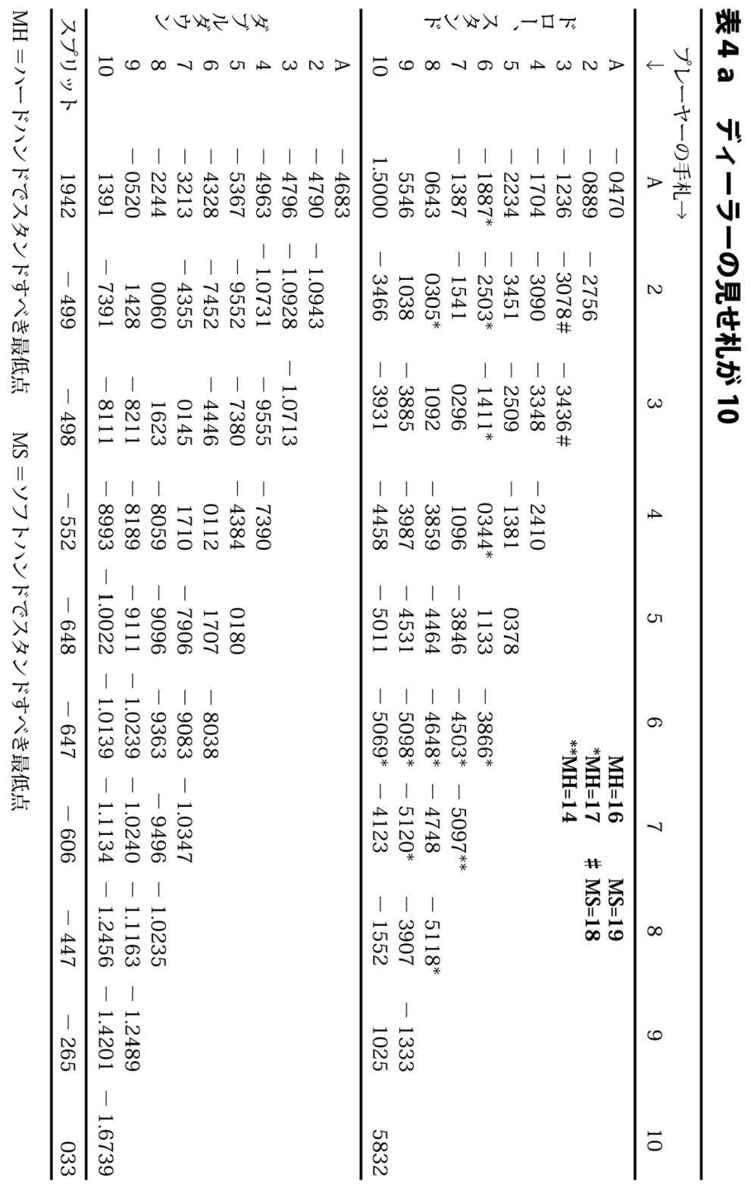 表4 a　ディーラーの見せ札が 10
プレーヤーの手札→
↓ A 2 3 4 5 6 7 8 9 10
ドロー、スタンド
A －0470 MH=16 MS=19
2 －0889 －2756 *MH=17 # MS=18
3 －1236 －3078# －3436# **MH=14
4 －1704 －3090 －3348 －2410
5 －2234 －3451 －2509 －1381 0378
6 －1887* －2503* －1411* 0344* 1133 －3866*
7 －1387 －1541 0296 1096 －3846 －4503* －5097**
8 0643 0305* 1092 －3859 －4464 －4648* －4748 －5118*
9 5546 1038 －3885 －3987 －4531 －5098* －5120* －3907 －1333
10 1.5000 －3466 －3931 －4458 －5011 －5069* －4123 －1552 1025 5832
ダブルダウン
A －4683
2 －4790 －1.0943
3 －4796 －1.0928 －1.0713
4 －4963 －1.0731 －9555 －7390
5 －5367 －9552 －7380 －4384 0180
6 －4328 －7452 －4446 0112 1707 －8038
7 －3213 －4355 0145 1710 －7906 －9083 －1.0347
8 －2244 0060 1623 －8059 －9096 －9363 －9496 －1.0235
9 －0520 1428 －8211 －8189 －9111 －1.0239 －1.0240 －1.1163 －1.2489
10 1391 －7391 －8111 －8993 －1.0022 －1.0139 －1.1134 －1.2456 －1.4201 －1.6739
スプリット 1942 －499 －498 －552 －648 －647 －606 －447 －265 033
MH＝ハードハンドでスタンドすべき最低点　MS＝ソフトハンドでスタンドすべき最低点